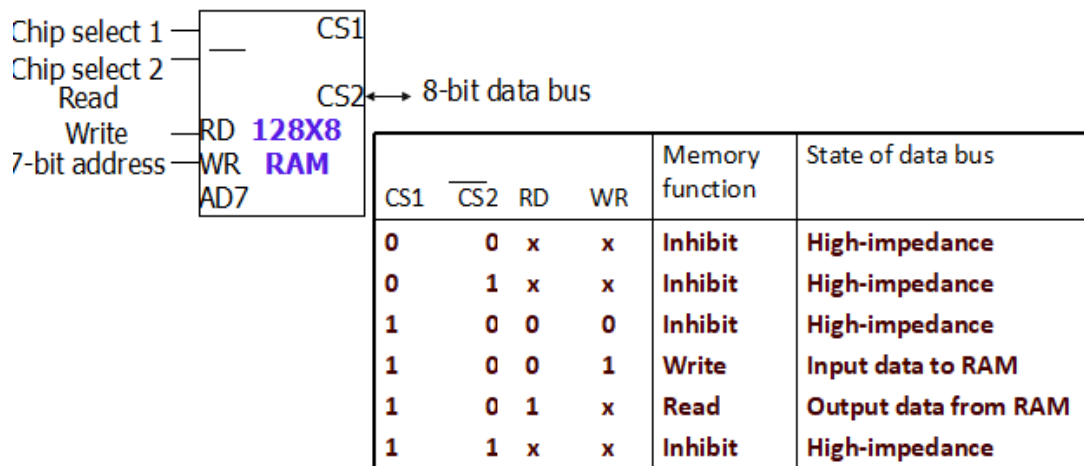 Chip select 1
Chip select 2
Read
Write
7-bit address
CS1
CS2
RD 128X8
WR RAM
AD7
8-bit data bus
CS1 CS2 RD WR Memory function State of data bus
0 0 x x Inhibit High-impedance
0 1 x x Inhibit High-impedance
1 0 0 0 Inhibit High-impedance
1 0 0 1 Write Input data to RAM
1 0 1 x Read Output data from RAM
1 1 x x Inhibit High-impedance